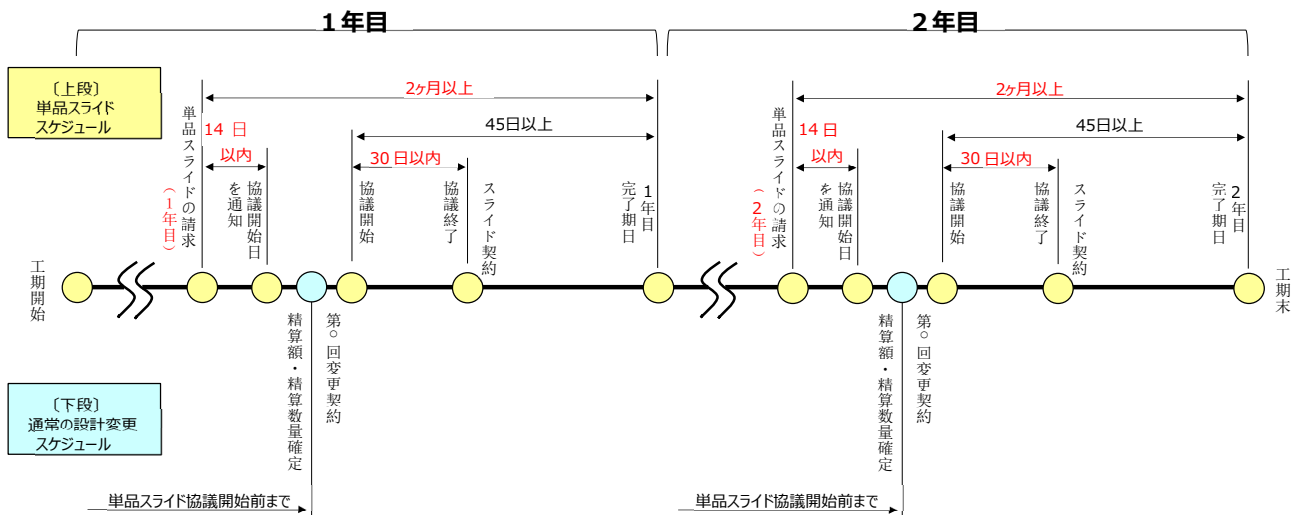 1年目
2年目
〔上段〕
単品スライド
スケジュール
2ヶ月以上
45日以上
14 日
以内
30 日以内
単品スライドの請求
(1年目)
協議開始日
を通知
協議開始
協議終了
スライド契約
1年目
完了期日
2ヶ月以上
45日以上
14 日
以内
30 日以内
単品スライドの請求
(2年目)
協議開始日
を通知
協議開始
協議終了
スライド契約
2年目
完了期日
工期開始
工期末
第○回変更契約
精算額・精算数量確定
第○回変更契約
精算額・精算数量確定
〔下段〕
通常の設計変更
スケジュール
単品スライド協議開始前まで
単品スライド協議開始前まで